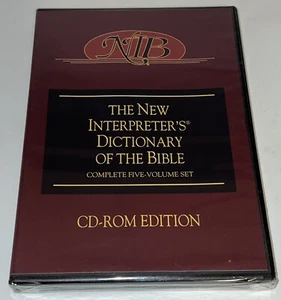 NIB
THE NEW
INTERPRETER'S®
DICTIONARY
OF THE BIBLE
COMPLETE FIVE-VOLUME SET
CD-ROM EDITION